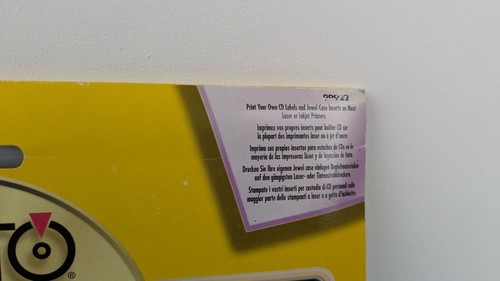 Print Your Own CD Labels and Jewel Case Inserts on Most
Laser or Inkjet Printers
Imprimez vos propres inserts pour boîtier CD sur
la plupart des imprimantes laser ou à jet d'encre
Imprima sus propios insertos para estuches de CDs en la
mayoría de las impresoras laser y de inyección de tinta
Drucken Sie Ihre eigenen Jewel case einlagen
auf den gängigsten Laser- oder Tintenstrahldruckern
Stampate i vostri inserti per custodia di CD personali sulla
maggior parte delle stampanti a laser o a getto d'inchiostro
TO
®